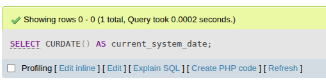 Showing rows 0 - 0 (1 total, Query took 0.0002 seconds.)
SELECT CURDATE() AS current_system_date;
Profiling [ Edit inline ] [ Edit ] [ Explain SQL ] [ Create PHP code ] [ Refresh ]